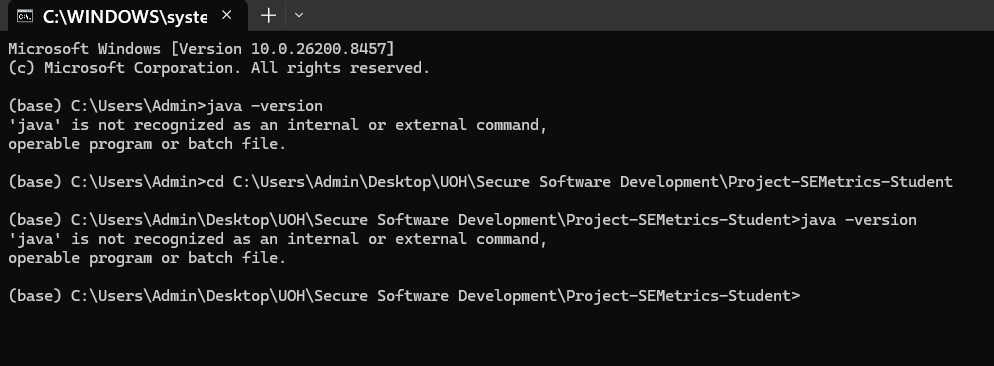 C:\WINDOWS\syste
Microsoft Windows [Version 10.0.26200.8457]
(c) Microsoft Corporation. All rights reserved.
(base) C:\Users\Admin>java -version
'java' is not recognized as an internal or external command,
operable program or batch file.
(base) C:\Users\Admin>cd C:\Users\Admin\Desktop\UOH\Secure Software Development\Project-SEMetrics-Student
(base) C:\Users\Admin\Desktop\UOH\Secure Software Development\Project-SEMetrics-Student>java -version
'java' is not recognized as an internal or external command,
operable program or batch file.
(base) C:\Users\Admin\Desktop\UOH\Secure Software Development\Project-SEMetrics-Student>